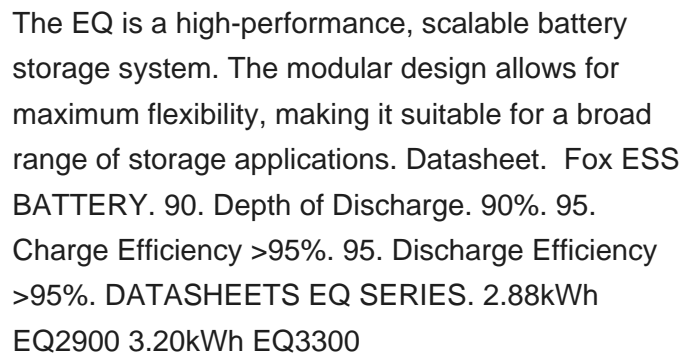 The EQ is a high-performance, scalable battery
storage system. The modular design allows for
maximum flexibility, making it suitable for a broad
range of storage applications. Datasheet.  Fox ESS
BATTERY. 90. Depth of Discharge. 90%. 95.
Charge Efficiency >95%. 95. Discharge Efficiency
>95%. DATASHEETS EQ SERIES. 2.88kWh
EQ2900 3.20kWh EQ3300